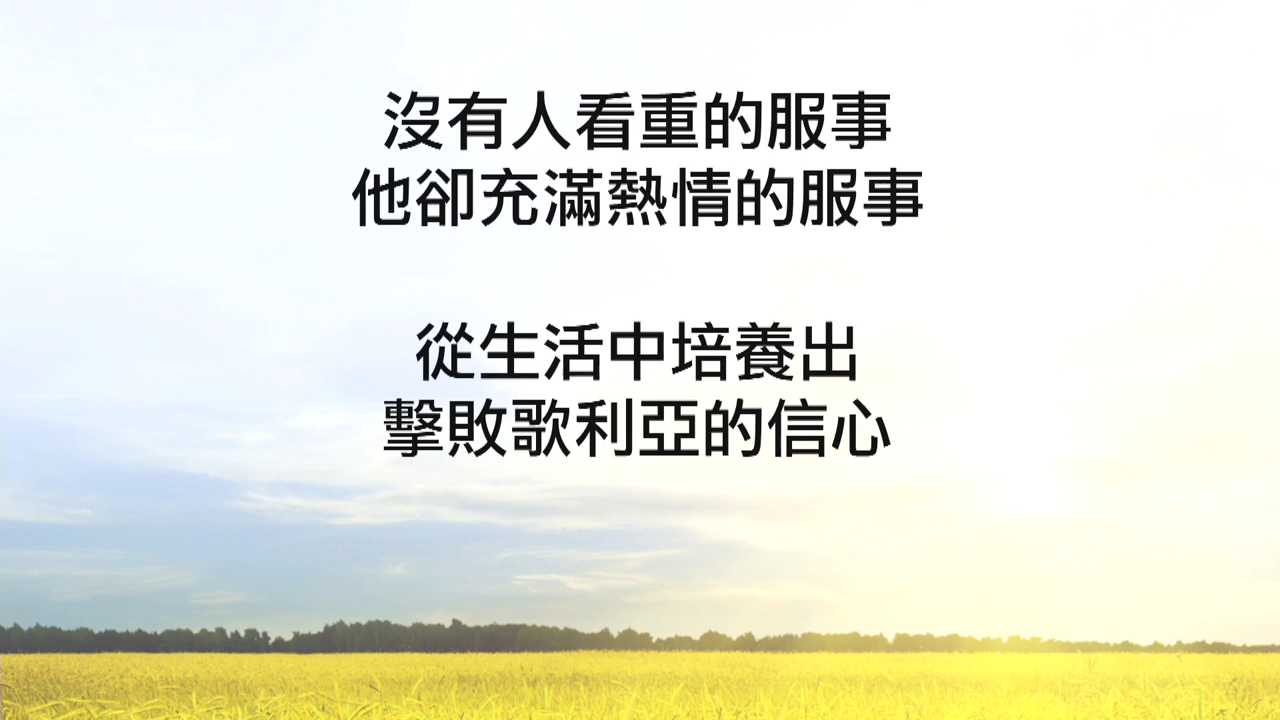 沒有人看重的服事
他卻充滿熱情的服事
從生活中培養出
擊敗歌利亞的信心